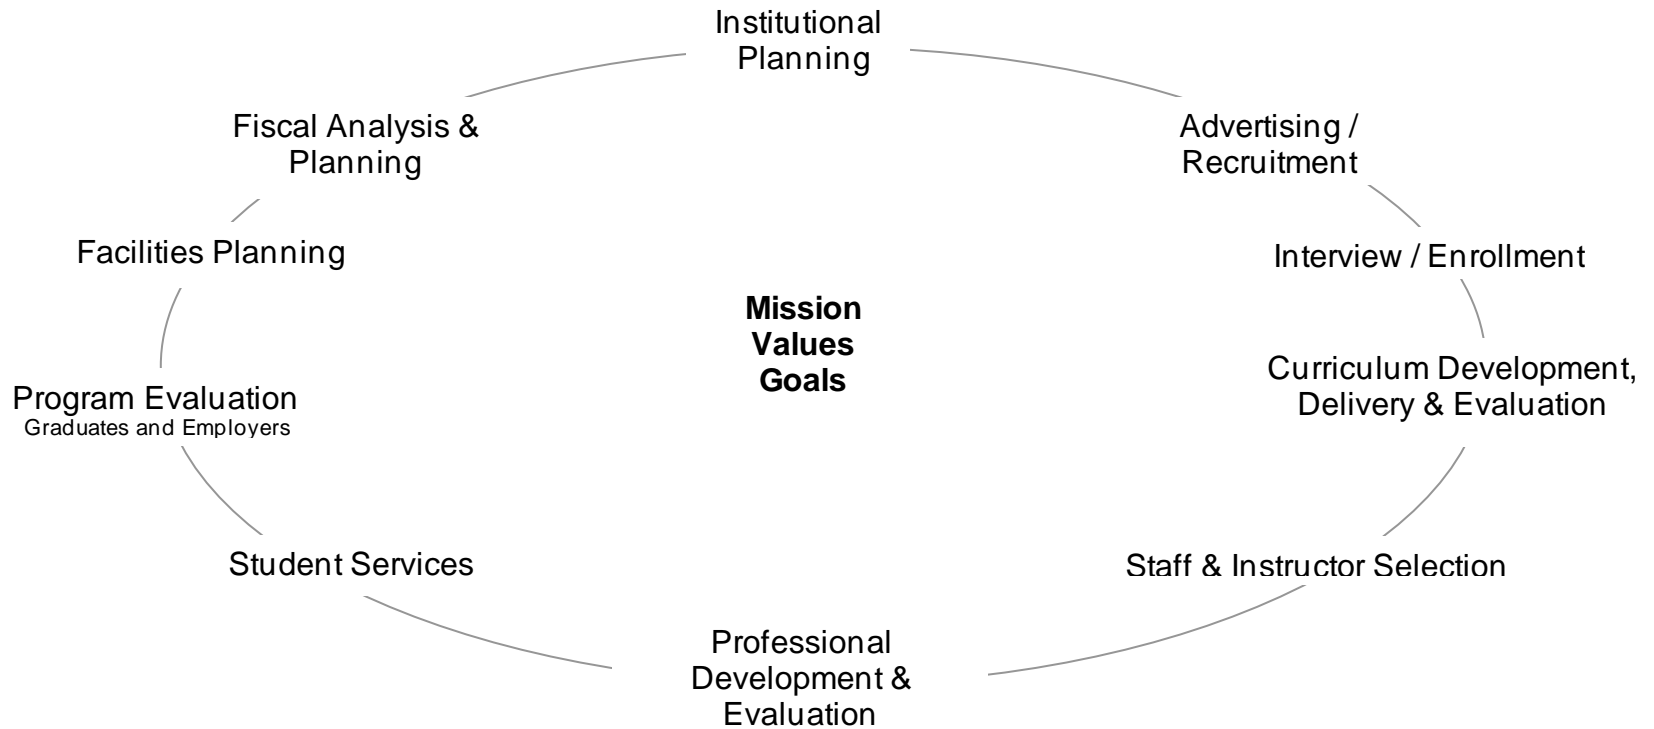 Institutional
Planning
Fiscal Analysis &
Planning
Advertising /
Recruitment
Facilities Planning
Interview / Enrollment
Mission
Values
Goals
Curriculum Development,
Delivery & Evaluation
Program Evaluation
Graduates and Employers
Student Services
Staff & Instructor Selection
Professional
Development &
Evaluation